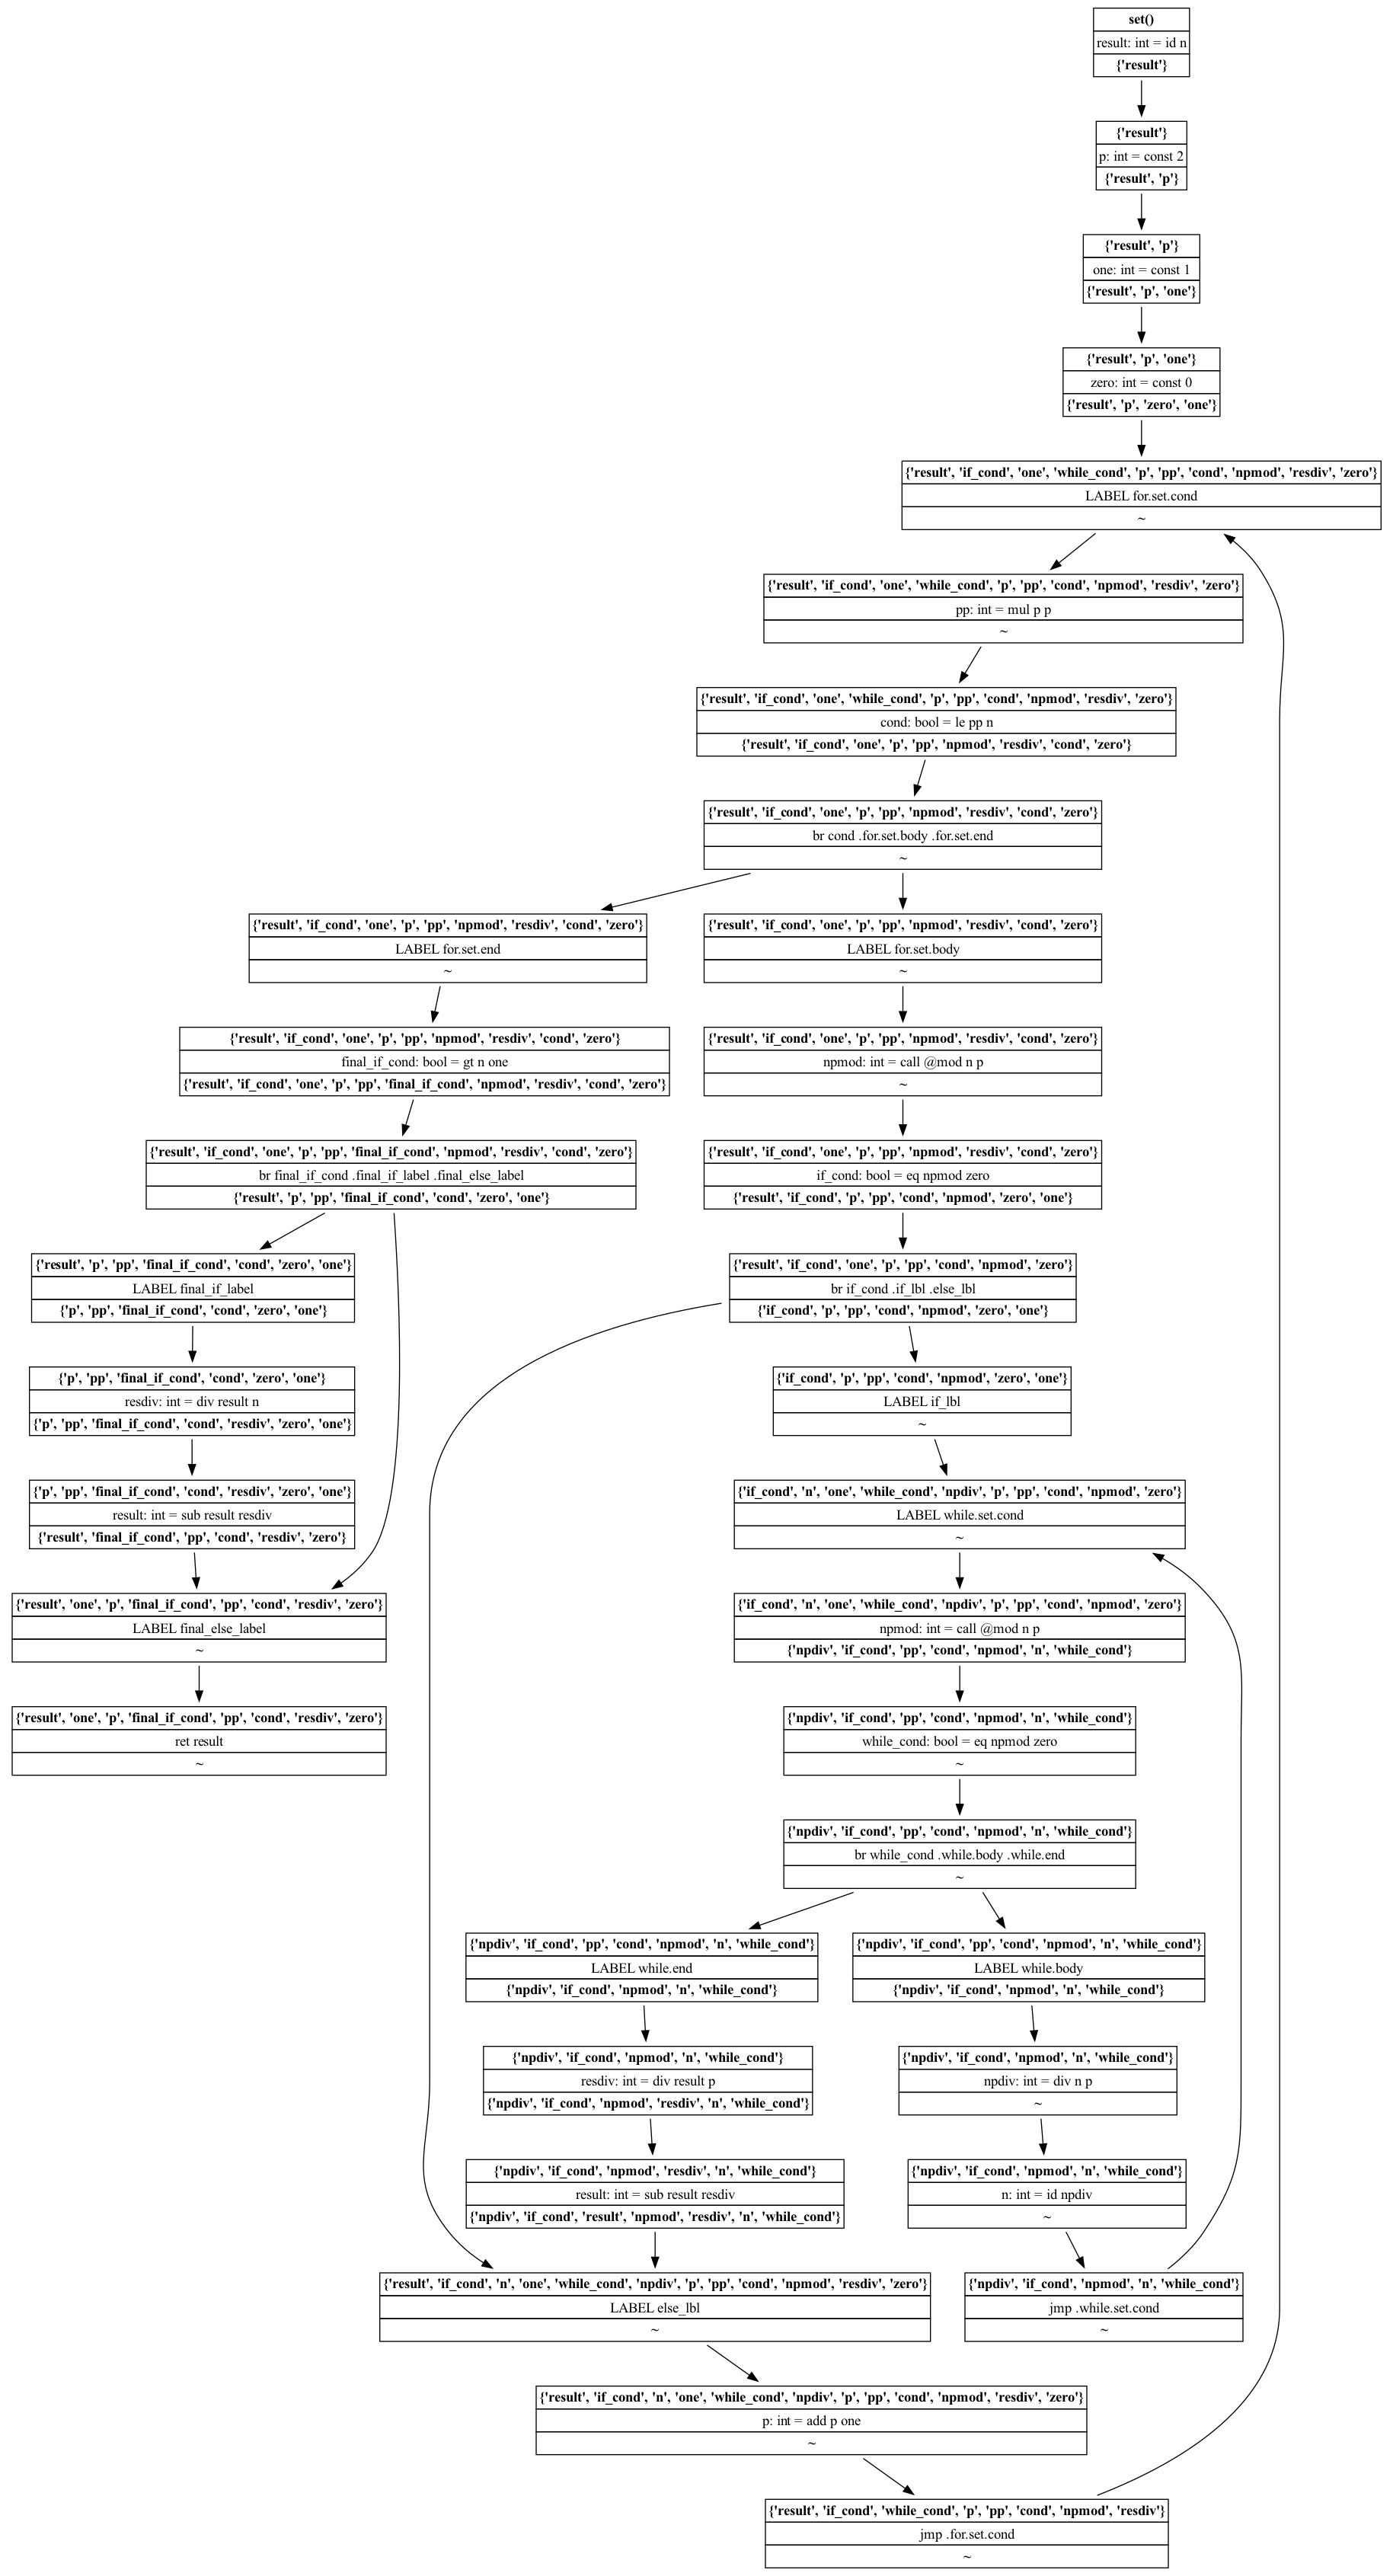 set()
result: int = id n
{'result'}
{'result'}
p: int = const 2
{'result', 'p'}
{'result', 'p'}
one: int = const 1
{'result', 'p', 'one'}
{'result', 'p', 'one'}
zero: int = const 0
{'result', 'p', 'zero', 'one'}
{'result', 'if_cond', 'one', 'while_cond', 'p', 'pp', 'cond', 'npmod', 'resdiv', 'zero'}
LABEL for.set.cond
~
{'result', 'if_cond', 'one', 'while_cond', 'p', 'pp', 'cond', 'npmod', 'resdiv', 'zero'}
pp: int = mul p p
~
{'result', 'if_cond', 'one', 'while_cond', 'p', 'pp', 'cond', 'npmod', 'resdiv', 'zero'}
cond: bool = le pp n
{'result', 'if_cond', 'one', 'p', 'pp', 'npmod', 'resdiv', 'cond', 'zero'}
{'result', 'if_cond', 'one', 'p', 'pp', 'npmod', 'resdiv', 'cond', 'zero'}
br cond .for.set.body .for.set.end
~
{'result', 'if_cond', 'one', 'p', 'pp', 'npmod', 'resdiv', 'cond', 'zero'}
LABEL for.set.end
~
{'result', 'if_cond', 'one', 'p', 'pp', 'npmod', 'resdiv', 'cond', 'zero'}
LABEL for.set.body
~
{'result', 'if_cond', 'one', 'p', 'pp', 'npmod', 'resdiv', 'cond', 'zero'}
final_if_cond: bool = gt n one
{'result', 'if_cond', 'one', 'p', 'pp', 'final_if_cond', 'npmod', 'resdiv', 'cond', 'zero'}
{'result', 'if_cond', 'one', 'p', 'pp', 'npmod', 'resdiv', 'cond', 'zero'}
npmod: int = call @mod n p
~
{'result', 'if_cond', 'one', 'p', 'pp', 'final_if_cond', 'npmod', 'resdiv', 'cond', 'zero'}
br final_if_cond .final_if_label .final_else_label
{'result', 'p', 'pp', 'final_if_cond', 'cond', 'zero', 'one'}
{'result', 'if_cond', 'one', 'p', 'pp', 'npmod', 'resdiv', 'cond', 'zero'}
if_cond: bool = eq npmod zero
{'result', 'if_cond', 'p', 'pp', 'cond', 'npmod', 'zero', 'one'}
{'result', 'p', 'pp', 'final_if_cond', 'cond', 'zero', 'one'}
LABEL final_if_label
{'p', 'pp', 'final_if_cond', 'cond', 'zero', 'one'}
{'result', 'if_cond', 'one', 'p', 'pp', 'cond', 'npmod', 'zero'}
br if_cond .if_lbl .else_lbl
{'if_cond', 'p', 'pp', 'cond', 'npmod', 'zero', 'one'}
{'p', 'pp', 'final_if_cond', 'cond', 'zero', 'one'}
resdiv: int = div result n
{'p', 'pp', 'final_if_cond', 'cond', 'resdiv', 'zero', 'one'}
{'if_cond', 'p', 'pp', 'cond', 'npmod', 'zero', 'one'}
LABEL if_lbl
~
{'p', 'pp', 'final_if_cond', 'cond', 'resdiv', 'zero', 'one'}
result: int = sub result resdiv
{'result', 'final_if_cond', 'pp', 'cond', 'resdiv', 'zero'}
{'if_cond', 'n', 'one', 'while_cond', 'npdiv', 'p', 'pp', 'cond', 'npmod', 'zero'}
LABEL while.set.cond
~
{'result', 'one', 'p', 'final_if_cond', 'pp', 'cond', 'resdiv', 'zero'}
LABEL final_else_label
~
{'if_cond', 'n', 'one', 'while_cond', 'npdiv', 'p', 'pp', 'cond', 'npmod', 'zero'}
npmod: int = call @mod n p
{'npdiv', 'if_cond', 'pp', 'cond', 'npmod', 'n', 'while_cond'}
{'result', 'one', 'p', 'final_if_cond', 'pp', 'cond', 'resdiv', 'zero'}
ret result
~
{'npdiv', 'if_cond', 'pp', 'cond', 'npmod', 'n', 'while_cond'}
while_cond: bool = eq npmod zero
~
{'npdiv', 'if_cond', 'pp', 'cond', 'npmod', 'n', 'while_cond'}
br while_cond .while.body .while.end
~
{'npdiv', 'if_cond', 'pp', 'cond', 'npmod', 'n', 'while_cond'}
LABEL while.end
{'npdiv', 'if_cond', 'npmod', 'n', 'while_cond'}
{'npdiv', 'if_cond', 'pp', 'cond', 'npmod', 'n', 'while_cond'}
LABEL while.body
{'npdiv', 'if_cond', 'npmod', 'n', 'while_cond'}
{'npdiv', 'if_cond', 'npmod', 'n', 'while_cond'}
resdiv: int = div result p
{'npdiv', 'if_cond', 'npmod', 'resdiv', 'n', 'while_cond'}
{'npdiv', 'if_cond', 'npmod', 'n', 'while_cond'}
npdiv: int = div n p
~
{'npdiv', 'if_cond', 'npmod', 'resdiv', 'n', 'while_cond'}
result: int = sub result resdiv
{'npdiv', 'if_cond', 'result', 'npmod', 'resdiv', 'n', 'while_cond'}
{'npdiv', 'if_cond', 'npmod', 'n', 'while_cond'}
n: int = id npdiv
~
{'result', 'if_cond', 'n', 'one', 'while_cond', 'npdiv', 'p', 'pp', 'cond', 'npmod', 'resdiv', 'zero'}
LABEL else_lbl
~
{'npdiv', 'if_cond', 'npmod', 'n', 'while_cond'}
jmp .while.set.cond
~
{'result', 'if_cond', 'n', 'one', 'while_cond', 'npdiv', 'p', 'pp', 'cond', 'npmod', 'resdiv', 'zero'}
p: int = add p one
~
{'result', 'if_cond', 'while_cond', 'p', 'pp', 'cond', 'npmod', 'resdiv'}
jmp .for.set.cond
~